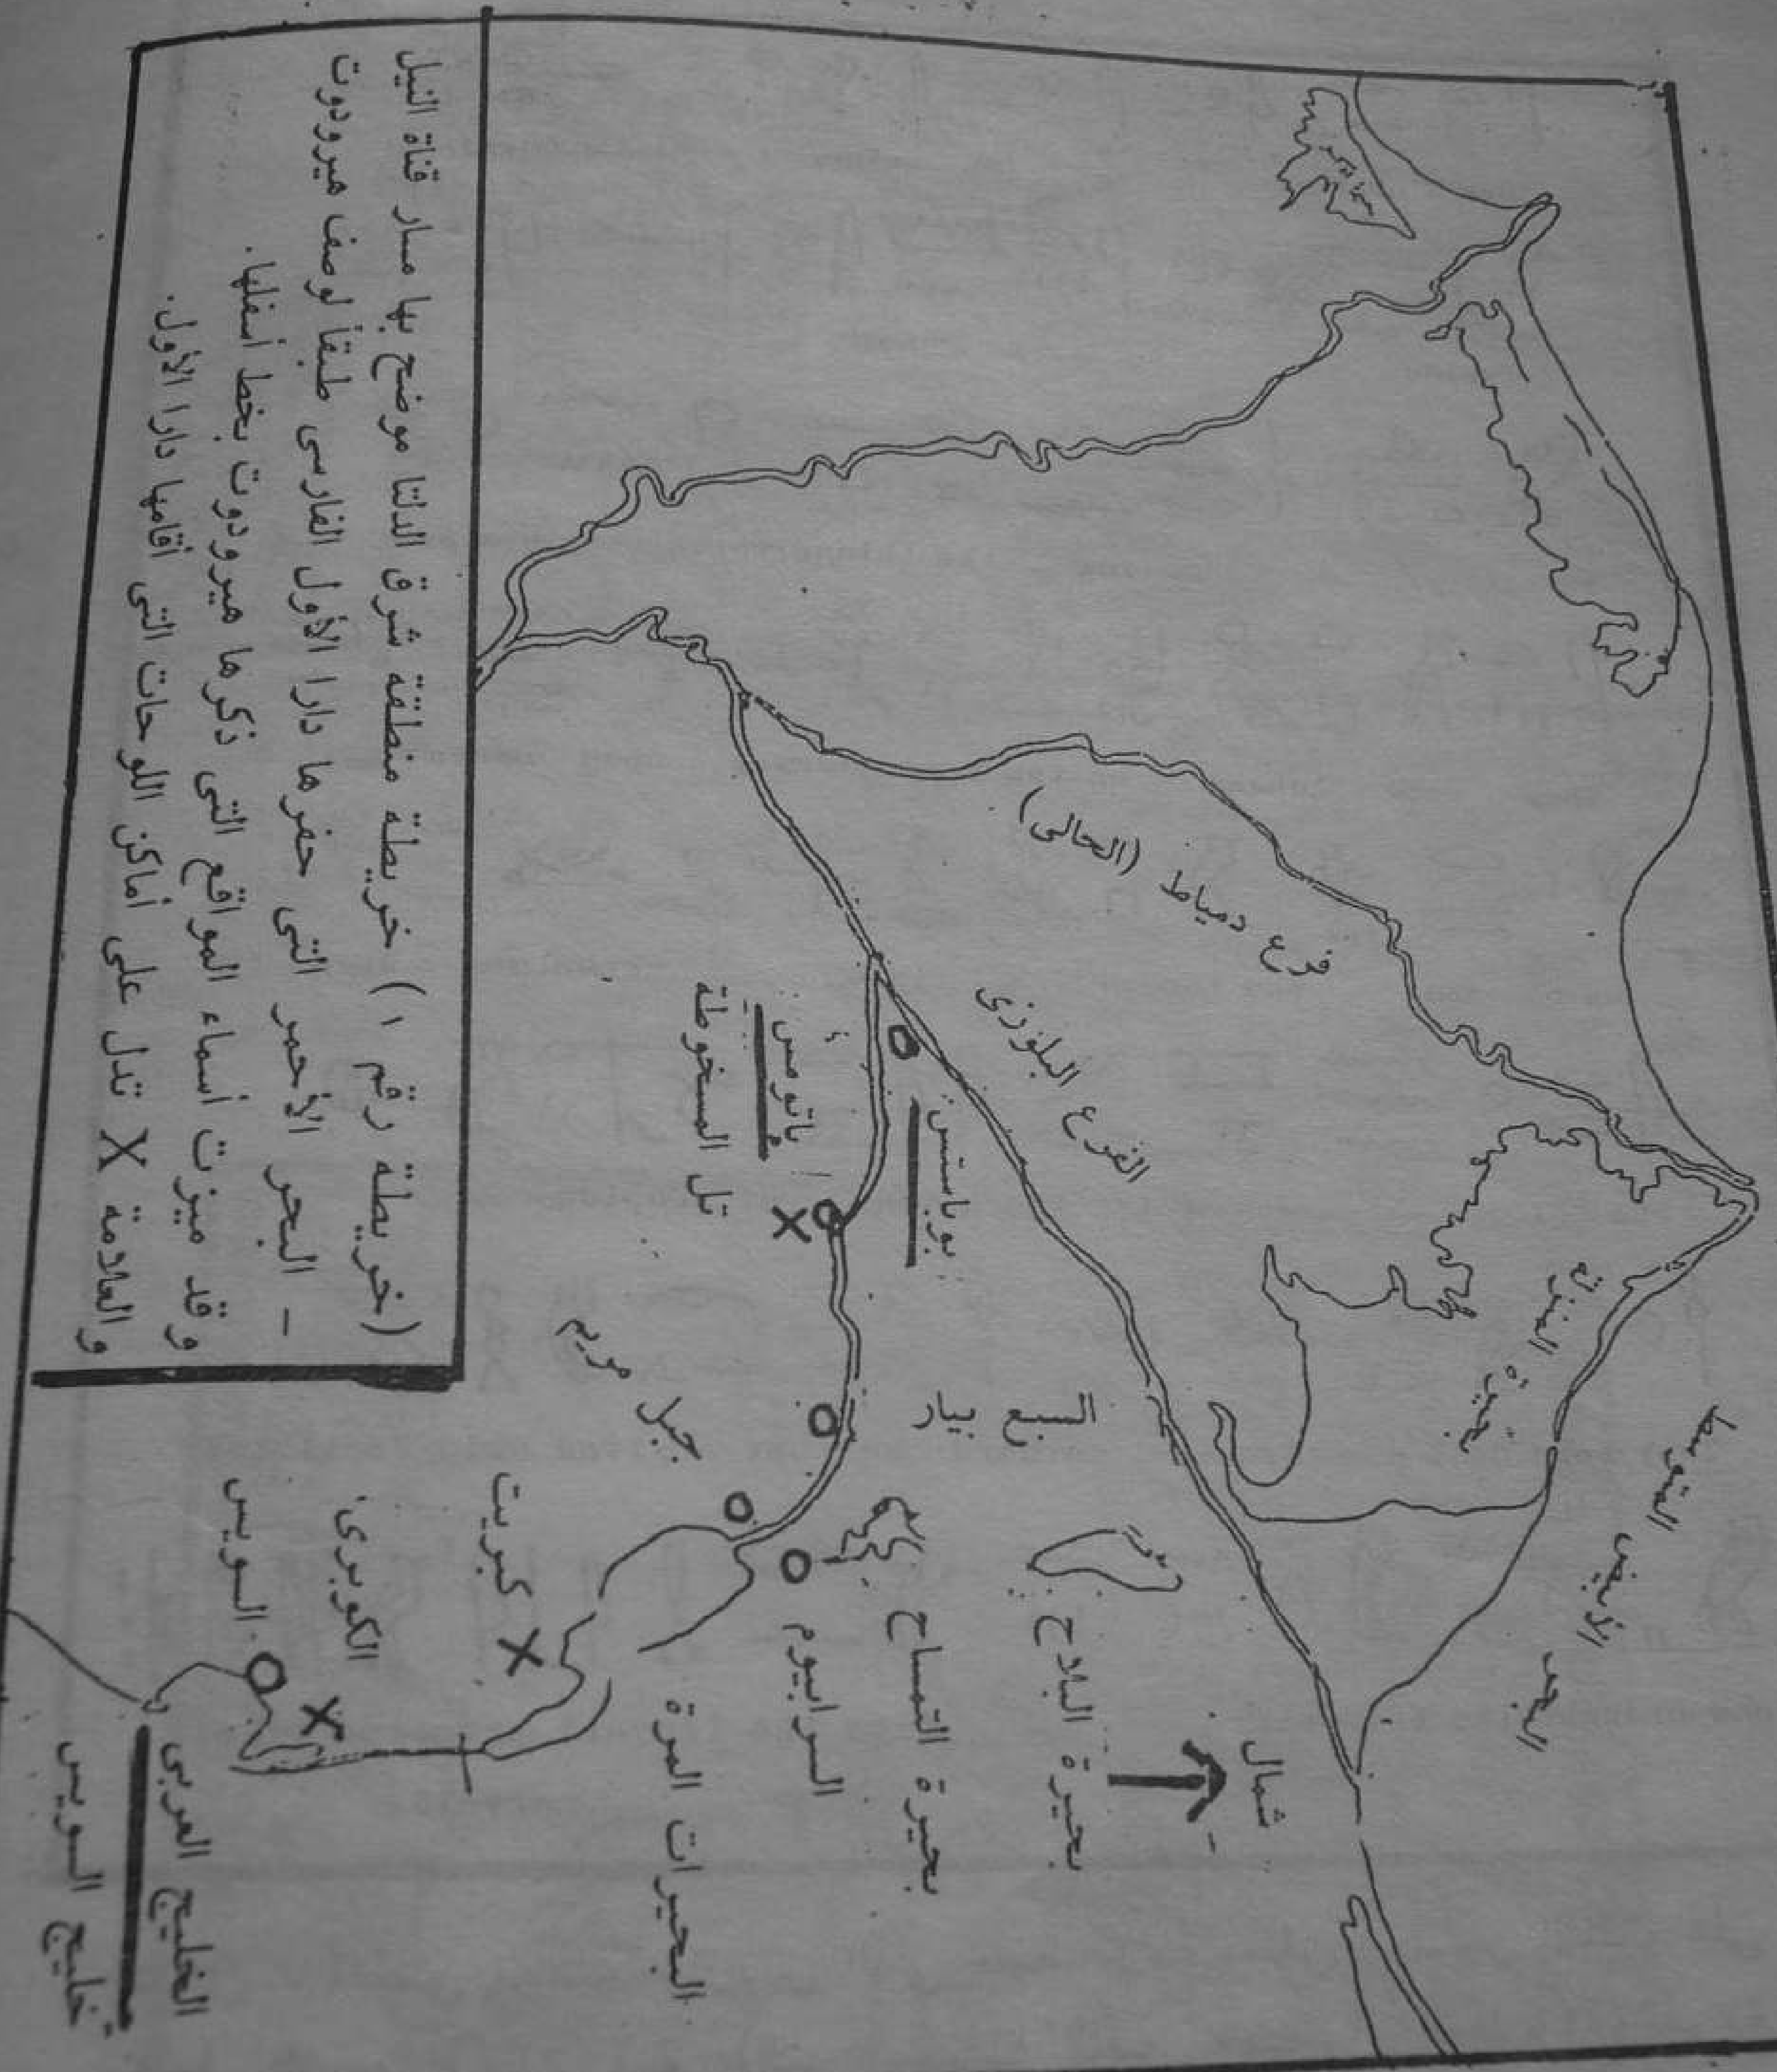 البحر الأبيض المتوسط
بحيرة المنزلة
شمال
فرع دمياط (الحالى)
الفرع البلوزى
بحيرة البلاح
بوباستس
السبع بيار
بحيرة التمساح
باتومس
تل المسخوطة
X
السرابيوم
جبل مريم
البحيرات المرة
كبريت
X
الكوبرى
X
السويس
الخليج العربى
خليج السويس
(خريطة رقم ١) خريطة منطقة شرق الدلتا موضح بها مسار قناة النيل
- البحر الأحمر التى حفرها دارا الأول الفارسى طبقاً لوصف هيرودوت
وقد ميزت أسماء المواقع التى ذكرها هيرودوت بخط أسفلها.
والعلامة X تدل على أماكن اللوحات التى أقامها دارا الأول.